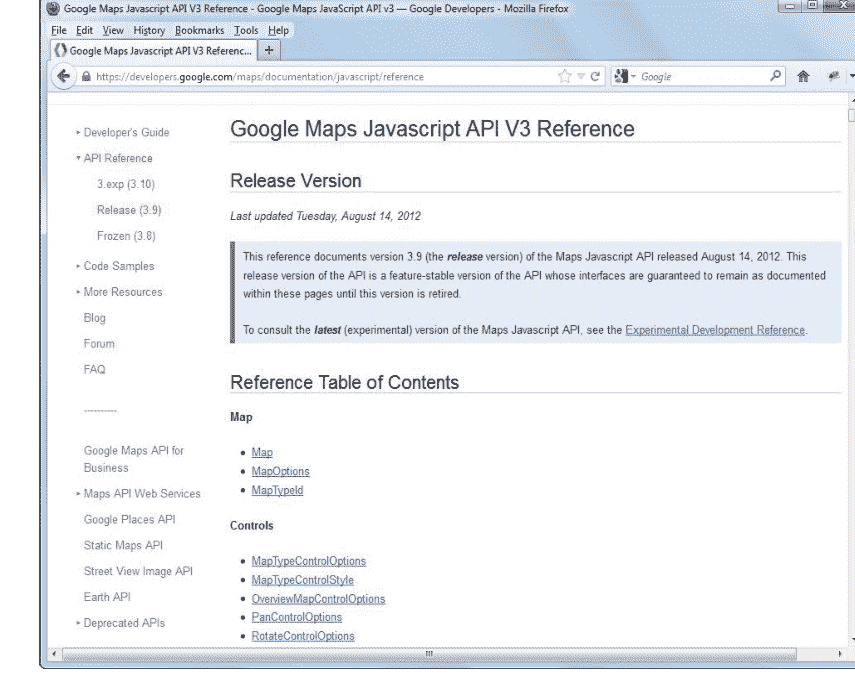 Google Maps Javascript API V3 Reference - Google Maps JavaScript API v3 — Google Developers - Mozilla Firefox
File Edit View History Bookmarks Tools Help
Google Maps Javascript API V3 Referenc... +
https://developers.google.com/maps/documentation/javascript/reference
Google
Developer's Guide
API Reference
3.exp (3.10)
Release (3.9)
Frozen (3.8)
Code Samples
More Resources
Blog
Forum
FAQ
----------
Google Maps API for
Business
Maps API Web Services
Google Places API
Static Maps API
Street View Image API
Earth API
Deprecated APIs
Google Maps Javascript API V3 Reference
Release Version
Last updated Tuesday, August 14, 2012
This reference documents version 3.9 (the release version) of the Maps Javascript API released August 14, 2012. This
release version of the API is a feature-stable version of the API whose interfaces are guaranteed to remain as documented
within these pages until this version is retired.
To consult the latest (experimental) version of the Maps Javascript API, see the Experimental Development Reference.
Reference Table of Contents
Map
• Map
• MapOptions
• MapTypeId
Controls
• MapTypeControlOptions
• MapTypeControlStyle
• OverviewMapControlOptions
• PanControlOptions
• RotateControlOptions